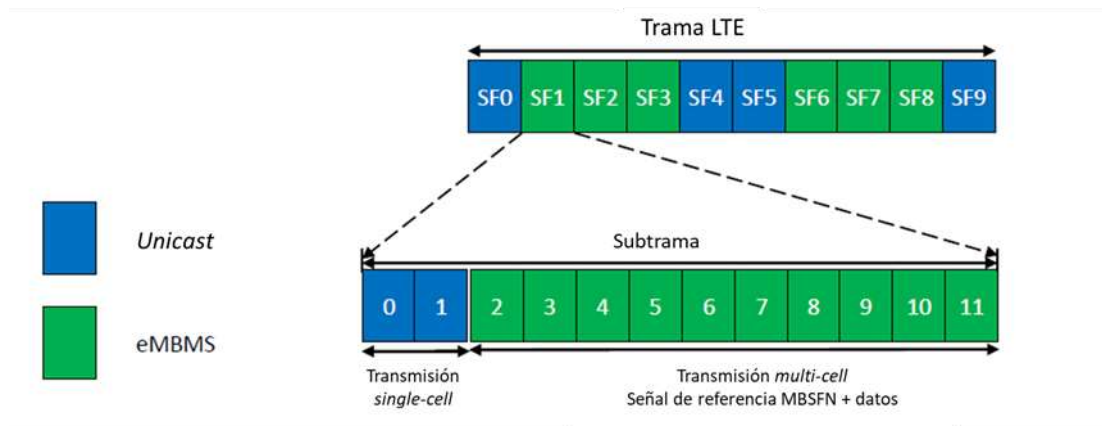 Trama LTE
SF0 SF1 SF2 SF3 SF4 SF5 SF6 SF7 SF8 SF9
Unicast
eMBMS
Subtrama
0 1 2 3 4 5 6 7 8 9 10 11
Transmisión
single-cell
Transmisión multi-cell
Señal de referencia MBSFN + datos